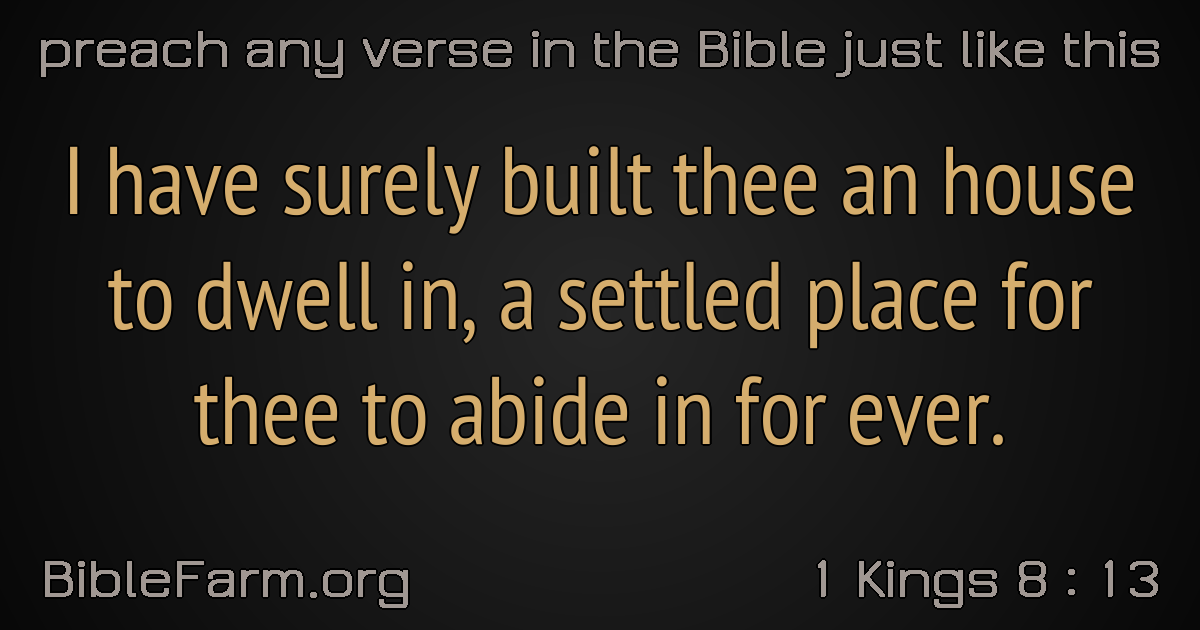 preach any verse in the Bible just like this
I have surely built thee an house
to dwell in, a settled place for
thee to abide in for ever.
BibleFarm.org
1 Kings 8 : 13